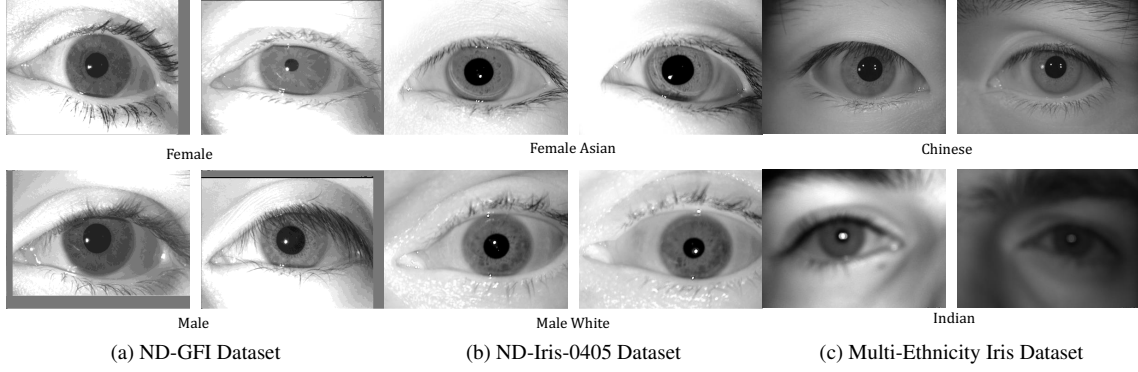 Female
Female Asian
Chinese
Male
Male White
Indian
(a) ND-GFI Dataset
(b) ND-Iris-0405 Dataset
(c) Multi-Ethnicity Iris Dataset